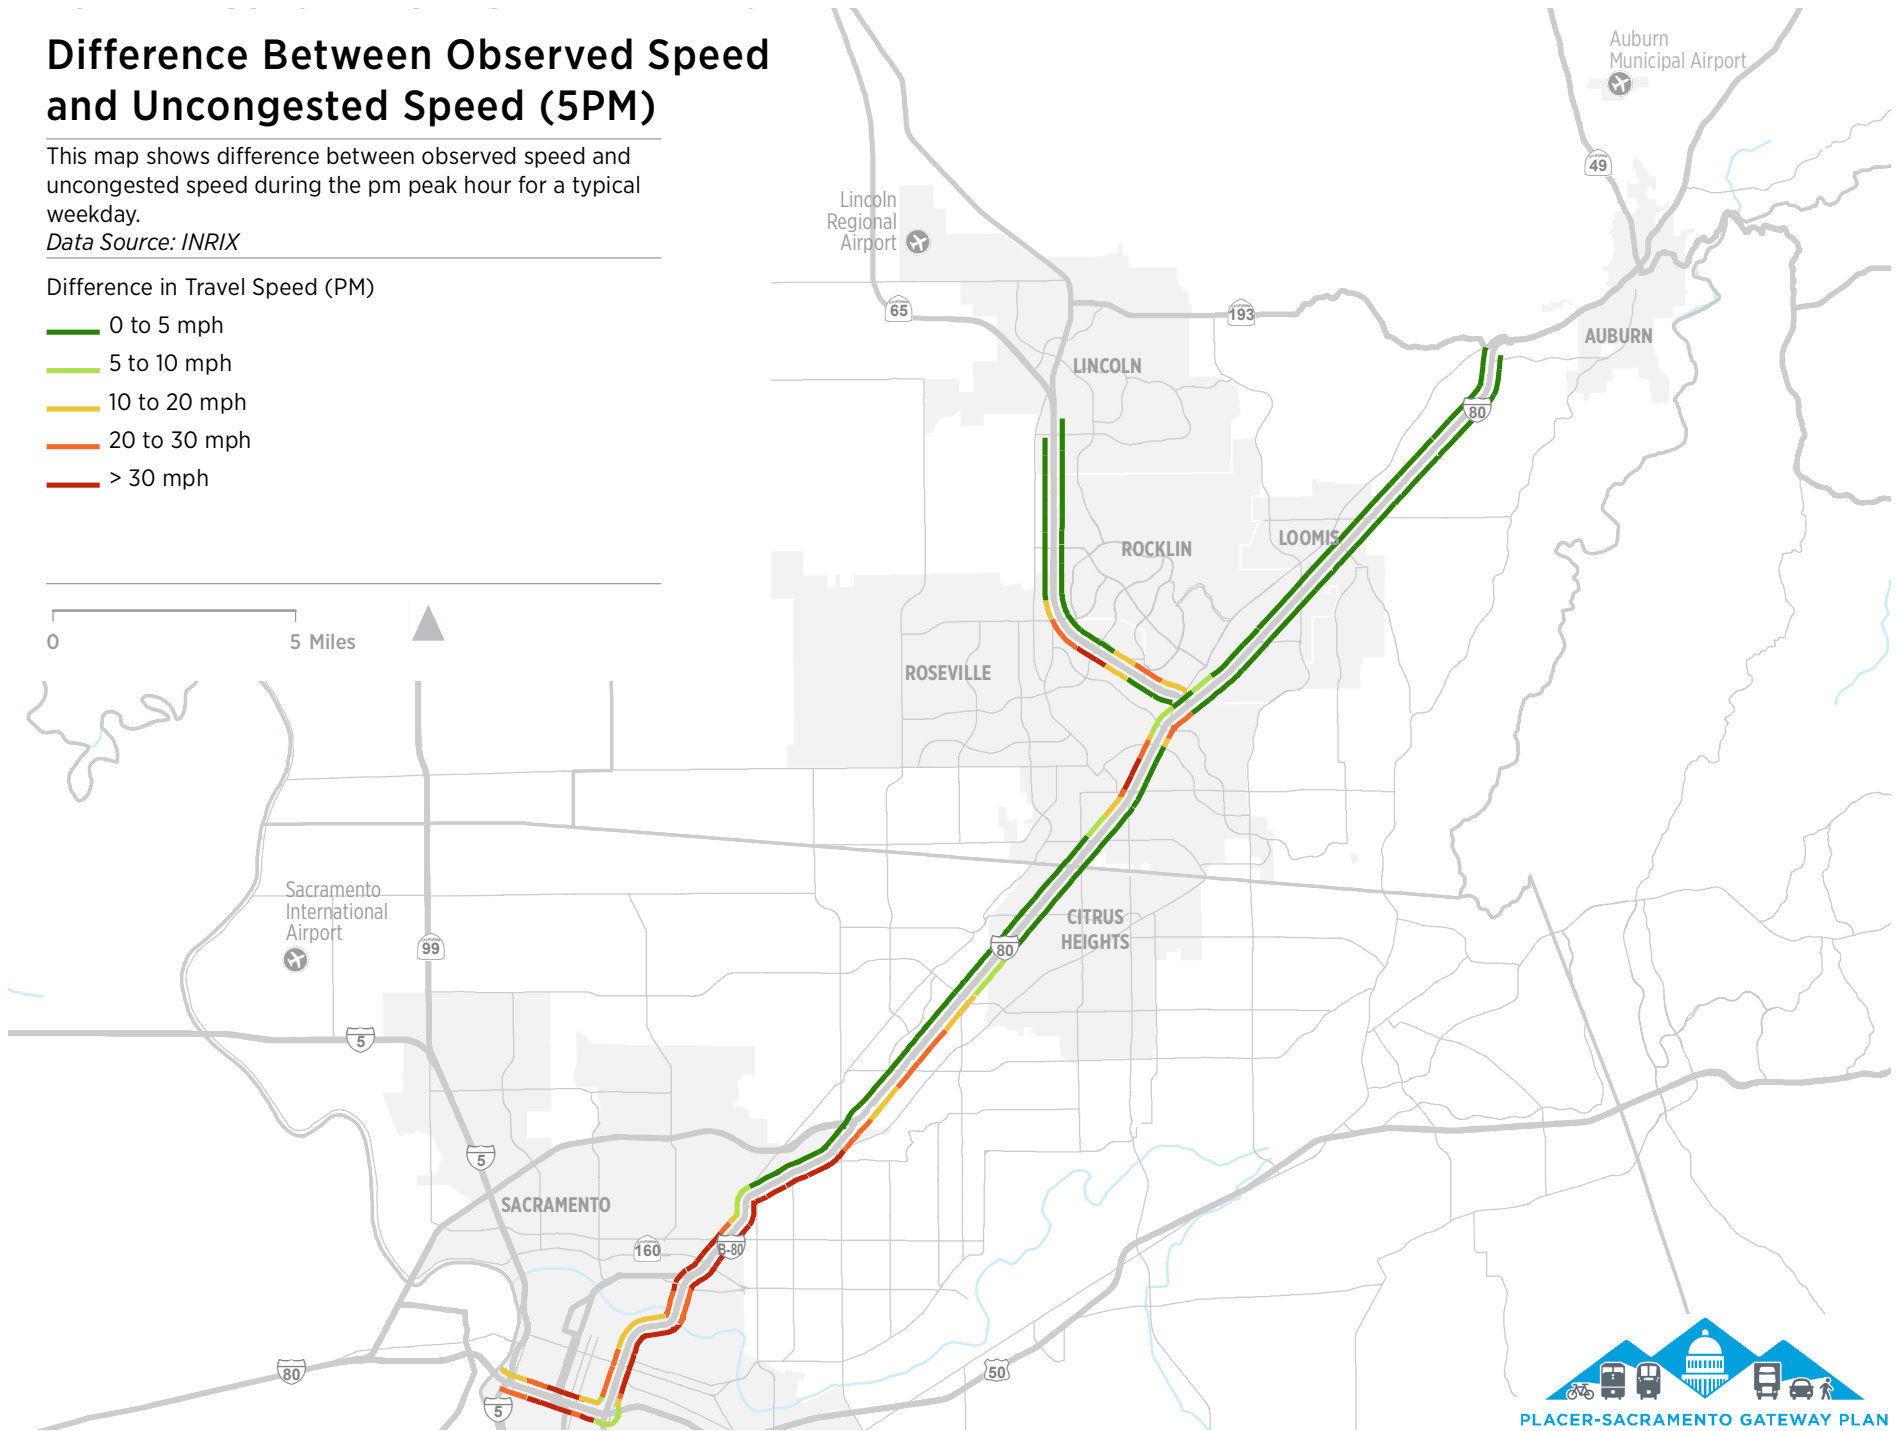 Difference Between Observed Speed
and Uncongested Speed (5PM)
This map shows difference between observed speed and
uncongested speed during the pm peak hour for a typical
weekday.
Data Source: INRIX
Difference in Travel Speed (PM)
0 to 5 mph
5 to 10 mph
10 to 20 mph
20 to 30 mph
> 30 mph
0
5 Miles
Auburn
Municipal Airport
49
Lincoln
Regional
Airport
65
193
AUBURN
LINCOLN
80
ROCKLIN
LOOMIS
ROSEVILLE
Sacramento
International
Airport
99
CITRUS
HEIGHTS
80
5
5
SACRAMENTO
160
B-80
80
5
50
PLACER-SACRAMENTO GATEWAY PLAN